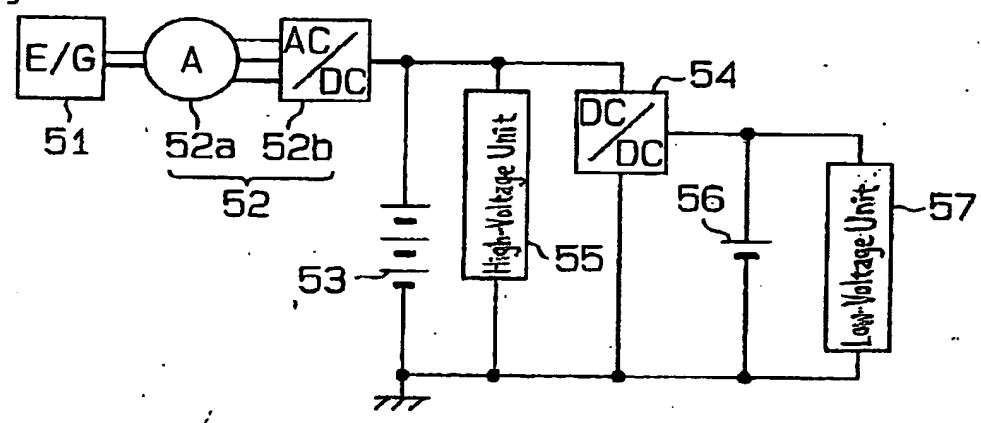 E/G
A
AC
DC
51
52a
52b
52
53
High-Voltage Unit
55
DC
DC
54
56
Low-Voltage Unit
57